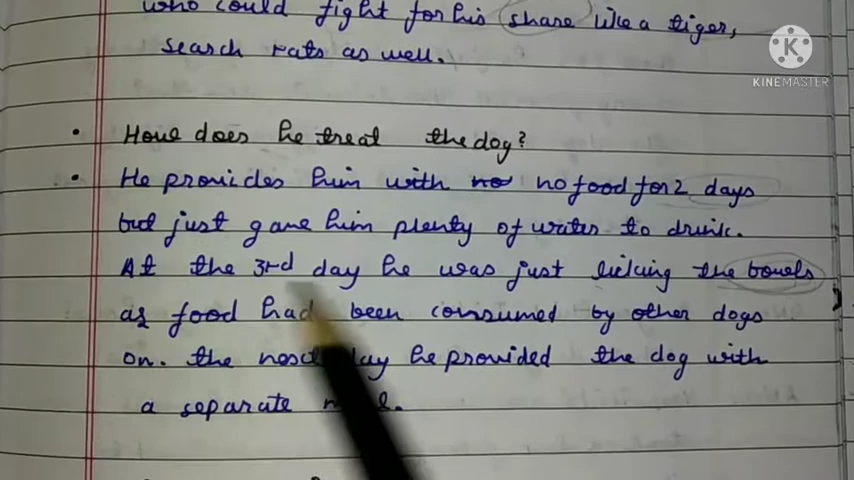 who could fight for his share like a tiger,
search rats as well.
K
KINEMASTER
• How does he treat the dog?
• He provides him with no no food for 2 days
but just gave him plenty of water to drink.
At the 3rd day he was just licking the bowels
as food had been consumed by other dogs
on. the next day he provided the dog with
a separate